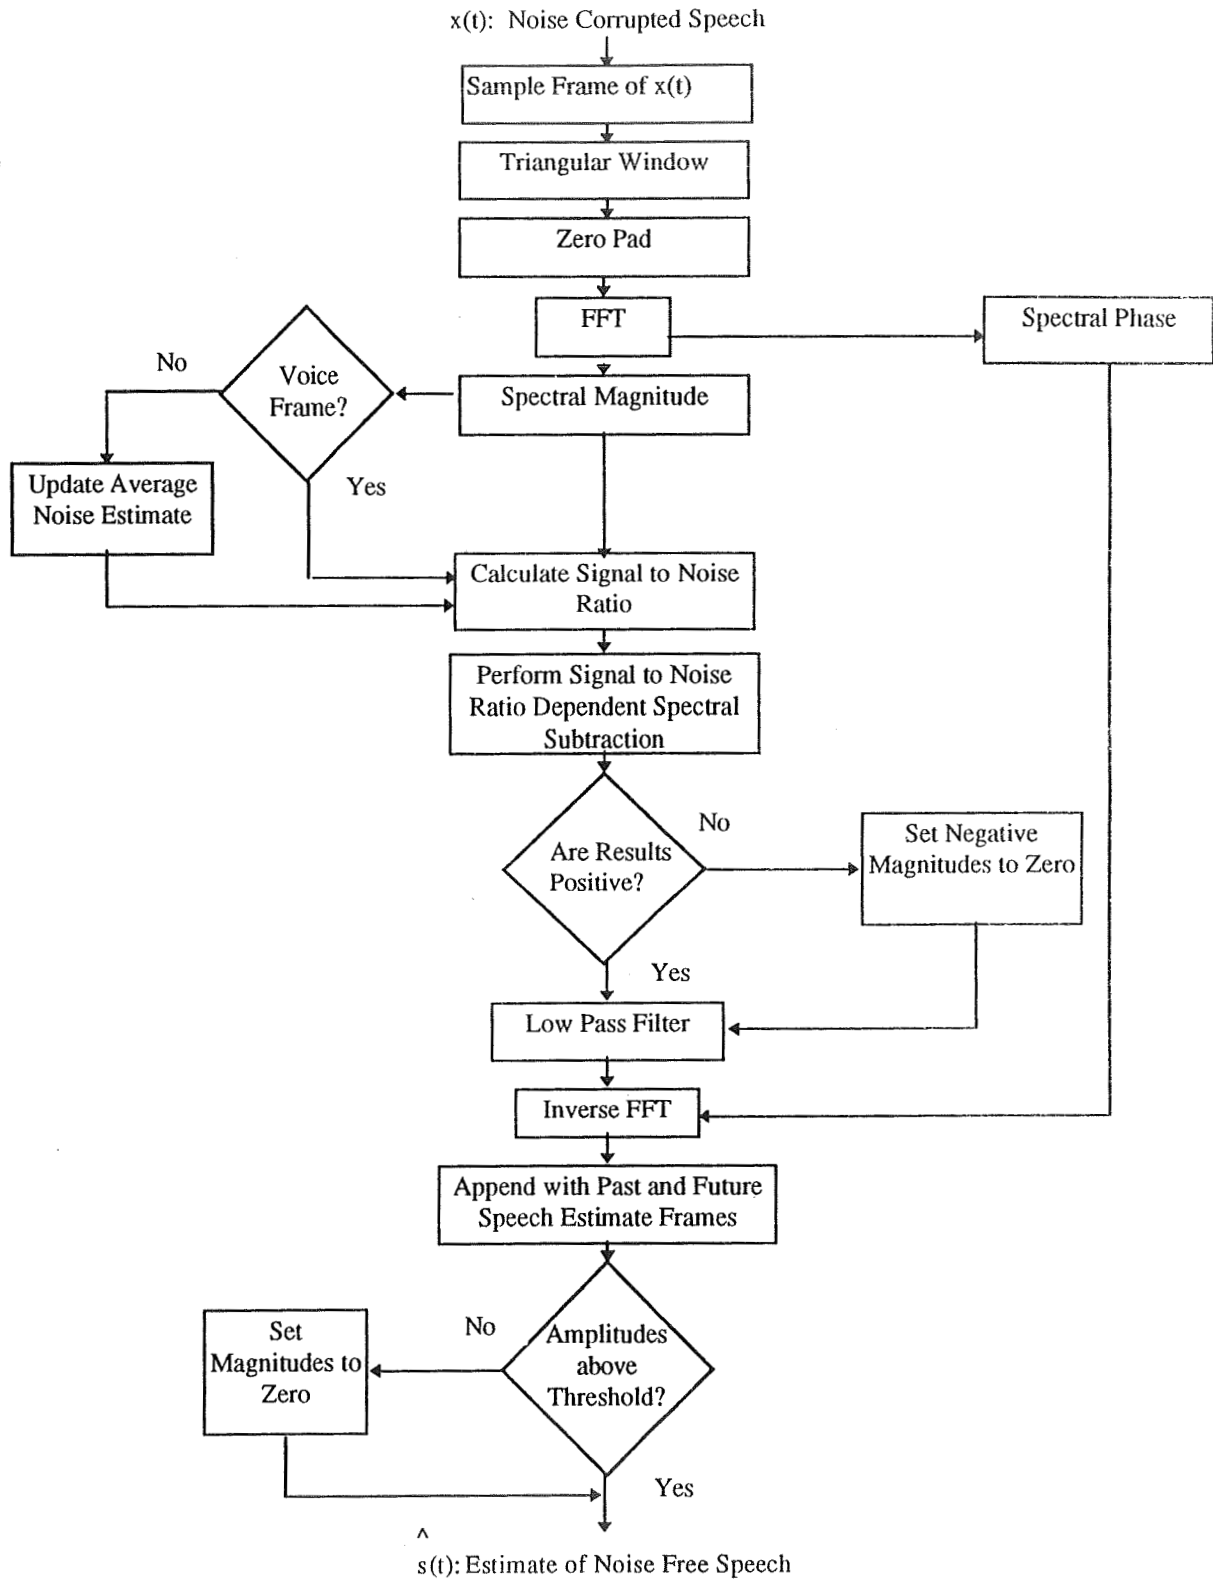 x(t): Noise Corrupted Speech
Sample Frame of x(t)
Triangular Window
Zero Pad
FFT
Spectral Phase
No
Voice
Frame?
Spectral Magnitude
Yes
Update Average
Noise Estimate
Calculate Signal to Noise
Ratio
Perform Signal to Noise
Ratio Dependent Spectral
Subtraction
No
Are Results
Positive?
Set Negative
Magnitudes to Zero
Yes
Low Pass Filter
Inverse FFT
Append with Past and Future
Speech Estimate Frames
No
Set
Magnitudes to
Zero
Amplitudes
above
Threshold?
Yes
^
s(t): Estimate of Noise Free Speech